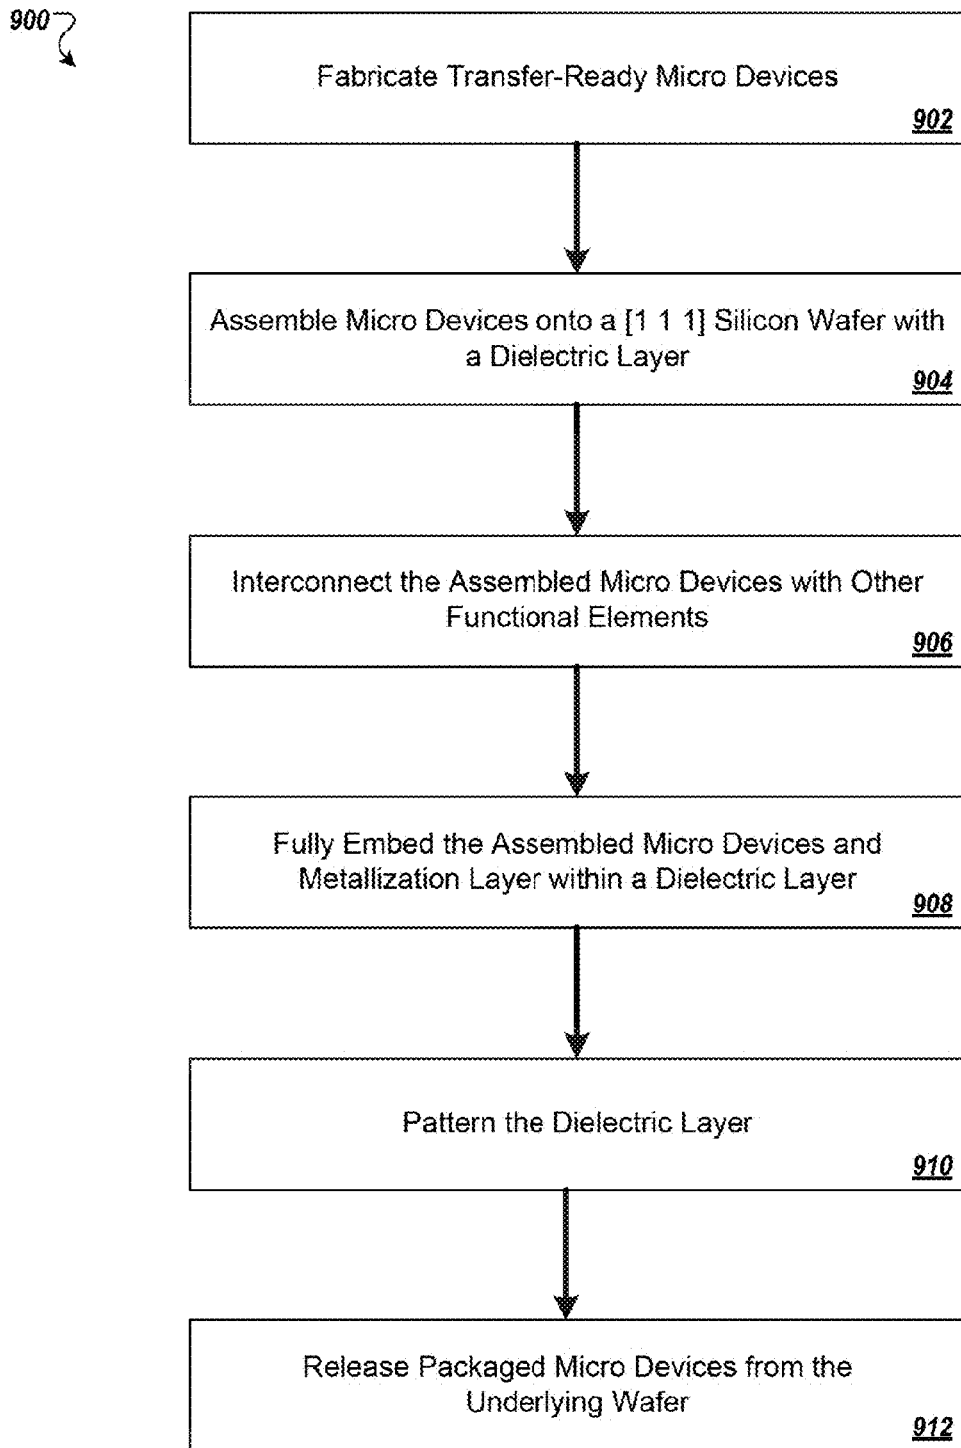 900
Fabricate Transfer-Ready Micro Devices
902
Assemble Micro Devices onto a [1 1 1] Silicon Wafer with
a Dielectric Layer
904
Interconnect the Assembled Micro Devices with Other
Functional Elements
906
Fully Embed the Assembled Micro Devices and
Metallization Layer within a Dielectric Layer
908
Pattern the Dielectric Layer
910
Release Packaged Micro Devices from the
Underlying Wafer
912